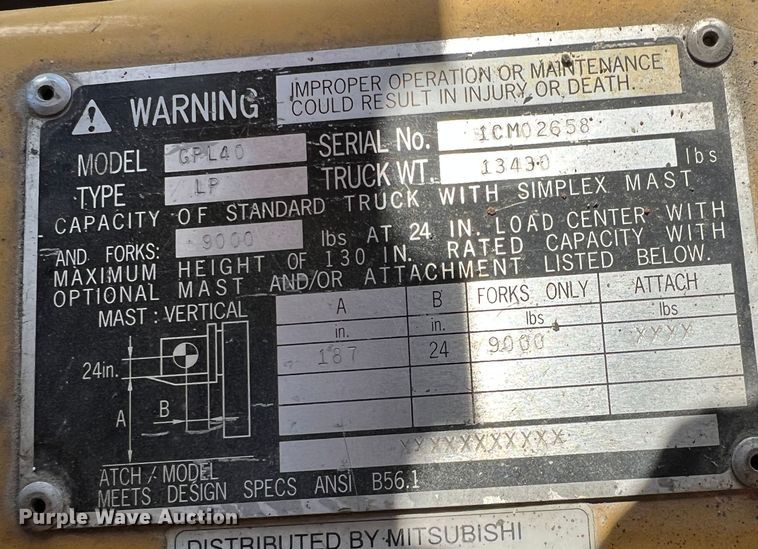 WARNING
IMPROPER OPERATION OR MAINTENANCE
COULD RESULT IN INJURY OR DEATH.
MODEL GPL40 SERIAL No. 1CM02658
TYPE LP TRUCK WT. 13430 lbs
CAPACITY OF STANDARD TRUCK WITH SIMPLEX MAST
AND FORKS: 9000 lbs AT 24 IN. LOAD CENTER WITH
MAXIMUM HEIGHT OF 130 IN. RATED CAPACITY WITH
OPTIONAL MAST AND/OR ATTACHMENT LISTED BELOW.
MAST : VERTICAL
A B FORKS ONLY ATTACH
in. in. lbs lbs
187 24 9000 XXXX
24in.
A
B
XXXXXXXXXXX
ATCH / MODEL
MEETS DESIGN SPECS ANSI B56.1
Purple Wave Auction
DISTRIBUTED BY MITSUBISHI